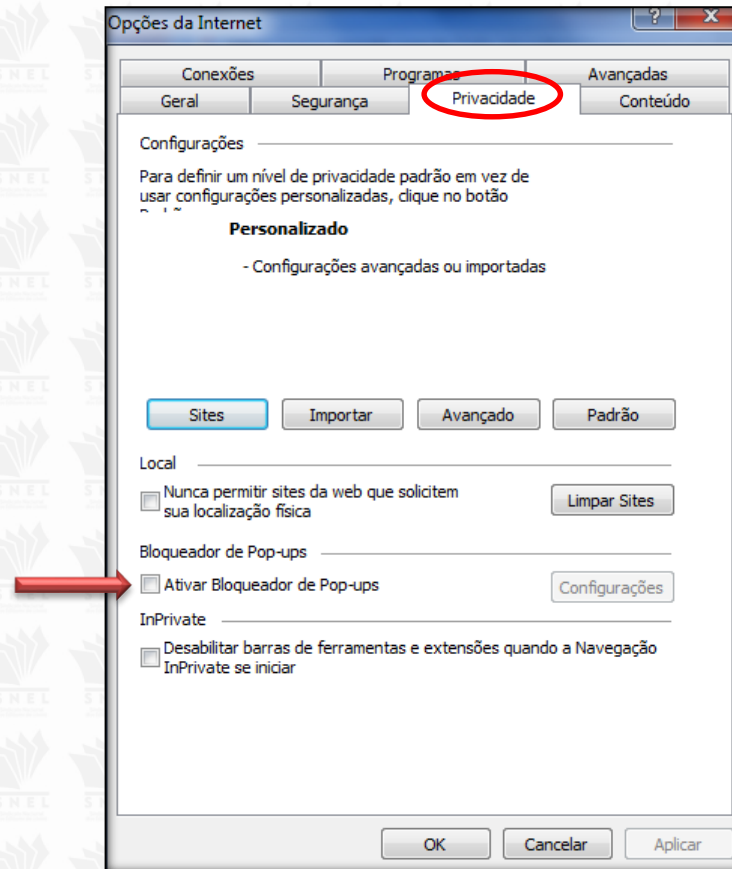 Opções da Internet
?
X
Conexões
Programas
Avançadas
Geral
Segurança
Privacidade
Conteúdo
Configurações
Para definir um nível de privacidade padrão em vez de
usar configurações personalizadas, clique no botão
Personalizado
- Configurações avançadas ou importadas
Sites
Importar
Avançado
Padrão
Local
Nunca permitir sites da web que solicitem
sua localização física
Limpar Sites
Bloqueador de Pop-ups
Ativar Bloqueador de Pop-ups
Configurações
InPrivate
Desabilitar barras de ferramentas e extensões quando a Navegação
InPrivate se iniciar
OK
Cancelar
Aplicar